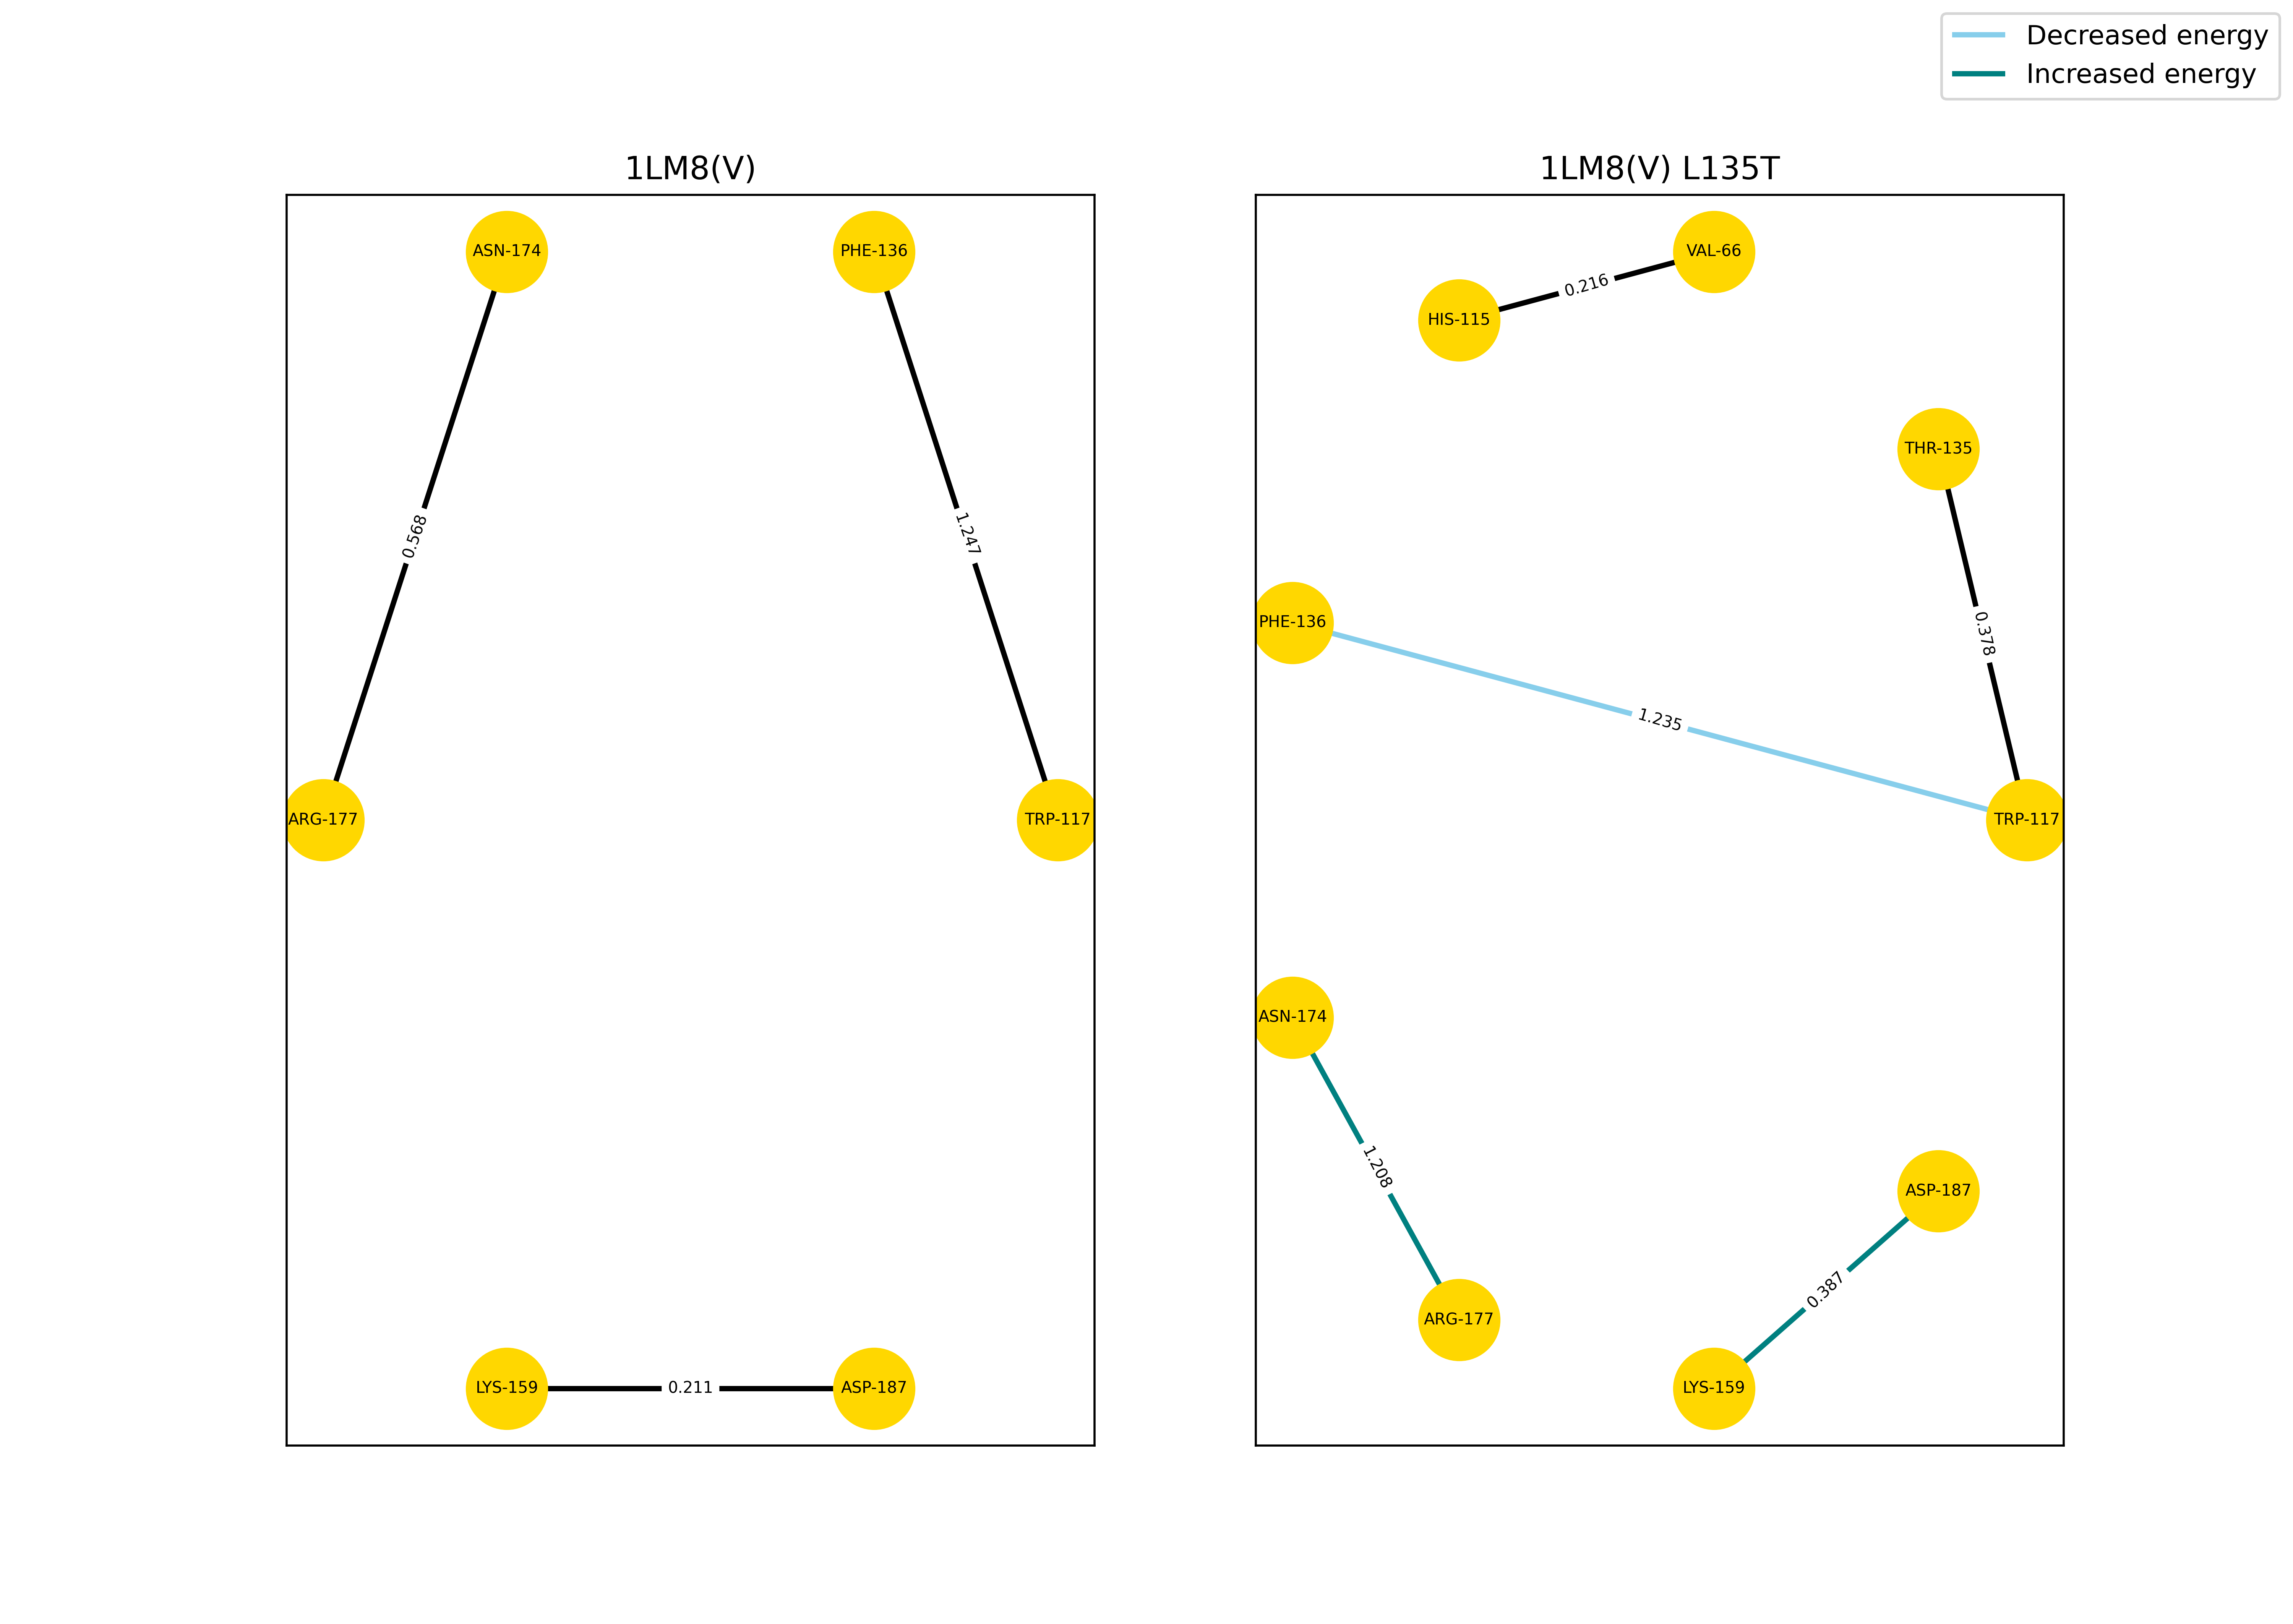 Decreased energy
Increased energy
1LM8(V)
ASN-174
PHE-136
0.568
1.247
ARG-177
TRP-117
LYS-159
0.211
ASP-187
1LM8(V) L135T
VAL-66
0.216
HIS-115
THR-135
PHE-136
0.378
1.235
TRP-117
ASN-174
1.208
ASP-187
0.387
ARG-177
LYS-159